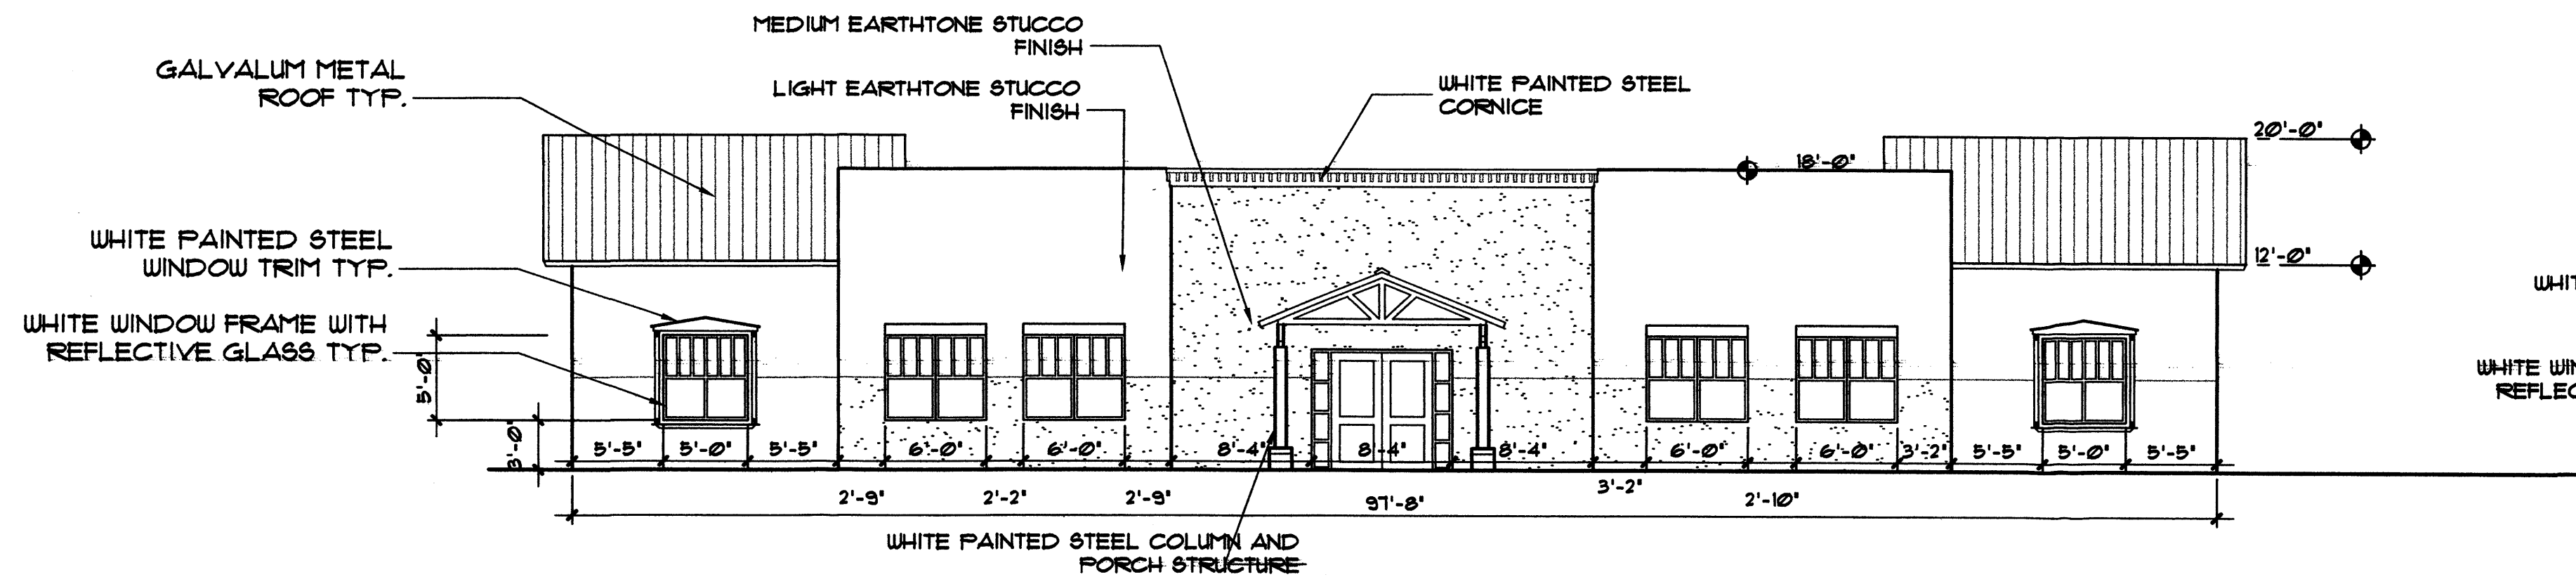 MEDIUM EARTHTONE STUCCO
FINISH
GALVALUM METAL
ROOF TYP.
LIGHT EARTHTONE STUCCO
FINISH
WHITE PAINTED STEEL
CORNICE
20'-0"
18'-0"
WHITE PAINTED STEEL
WINDOW TRIM TYP.
12'-0"
WHITE WINDOW FRAME WITH
REFLECTIVE GLASS TYP.
5'-0"
3'-0"
5'-5" 5'-0" 5'-5" 6'-0" 6'-0" 8'-4" 8'-4" 8'-4" 6'-0" 6'-0" 3'-2" 5'-5" 5'-0" 5'-5"
2'-9" 2'-2" 2'-9" 97'-8" 3'-2" 2'-10"
WHITE PAINTED STEEL COLUMN AND
PORCH STRUCTURE
WHIT
WHITE WIN
REFLEC